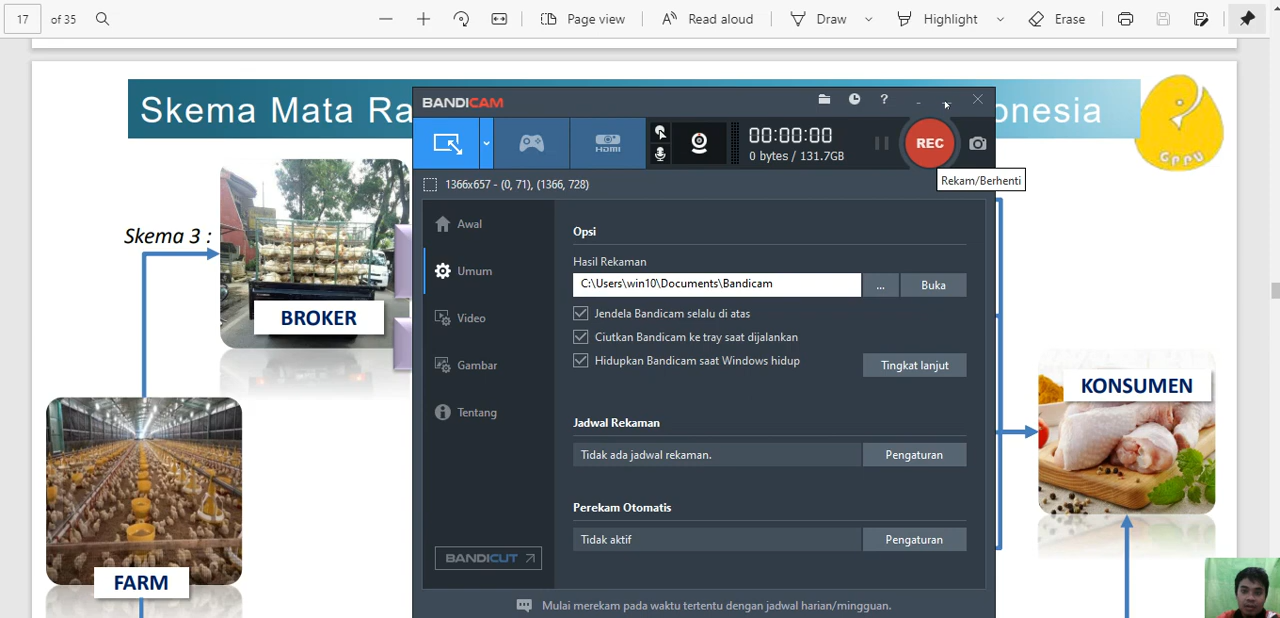 17 of 35
Page view
Read aloud
Draw
Highlight
Erase
Skema Mata Ra
onesia
GPPU
BANDICAM
?
HDMI
00:00:00
0 bytes / 131.7GB
REC
Rekam/Berhenti
1366x657 - (0, 71), (1366, 728)
Skema 3 :
BROKER
FARM
KONSUMEN
Awal
Umum
Video
Gambar
Tentang
BANDICUT
Opsi
Hasil Rekaman
C:\Users\win10\Documents\Bandicam
...
Buka
Jendela Bandicam selalu di atas
Ciutkan Bandicam ke tray saat dijalankan
Hidupkan Bandicam saat Windows hidup
Tingkat lanjut
Jadwal Rekaman
Tidak ada jadwal rekaman.
Pengaturan
Perekam Otomatis
Tidak aktif
Pengaturan
Mulai merekam pada waktu tertentu dengan jadwal harian/mingguan.